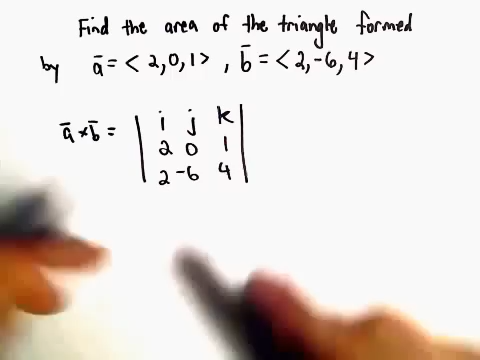 Find the area of the triangle formed
by ā = < 2, 0, 1 > , b̄ = < 2, -6, 4 >
ā × b̄ = | i j k |
| 2 0 1 |
| 2 -6 4 |